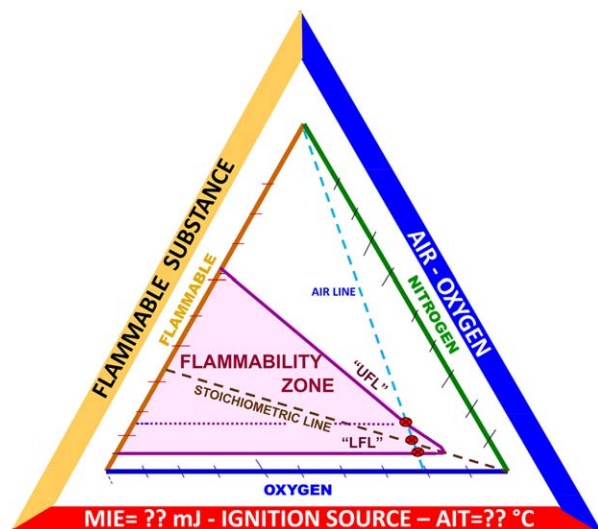 FLAMMABLE SUBSTANCE
AIR - OXYGEN
FLAMMABLE
NITROGEN
AIR LINE
FLAMMABILITY
ZONE
"UFL"
STOICHIOMETRIC LINE
"LFL"
OXYGEN
MIE= ?? mJ - IGNITION SOURCE – AIT=?? °C